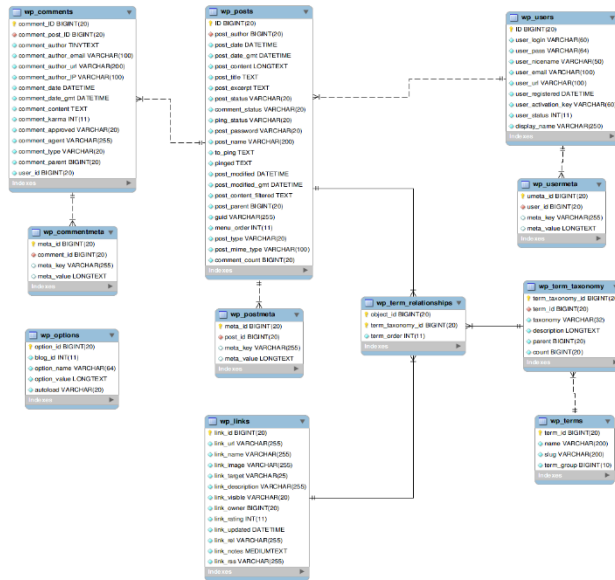 wp_comments
comment_ID BIGINT(20)
comment_post_ID BIGINT(20)
comment_author TINYTEXT
comment_author_email VARCHAR(100)
comment_author_url VARCHAR(200)
comment_author_IP VARCHAR(100)
comment_date DATETIME
comment_date_gmt DATETIME
comment_content TEXT
comment_karma INT(11)
comment_approved VARCHAR(20)
comment_agent VARCHAR(255)
comment_type VARCHAR(20)
comment_parent BIGINT(20)
user_id BIGINT(20)
Indexes
wp_commentmeta
meta_id BIGINT(20)
comment_id BIGINT(20)
meta_key VARCHAR(255)
meta_value LONGTEXT
Indexes
wp_options
option_id BIGINT(20)
blog_id INT(11)
option_name VARCHAR(64)
option_value LONGTEXT
autoload VARCHAR(20)
Indexes
wp_posts
ID BIGINT(20)
post_author BIGINT(20)
post_date DATETIME
post_date_gmt DATETIME
post_content LONGTEXT
post_title TEXT
post_excerpt TEXT
post_status VARCHAR(20)
comment_status VARCHAR(20)
ping_status VARCHAR(20)
post_password VARCHAR(20)
post_name VARCHAR(200)
to_ping TEXT
pinged TEXT
post_modified DATETIME
post_modified_gmt DATETIME
post_content_filtered TEXT
post_parent BIGINT(20)
guid VARCHAR(255)
menu_order INT(11)
post_type VARCHAR(20)
post_mime_type VARCHAR(100)
comment_count BIGINT(20)
Indexes
wp_postmeta
meta_id BIGINT(20)
post_id BIGINT(20)
meta_key VARCHAR(255)
meta_value LONGTEXT
Indexes
wp_links
link_id BIGINT(20)
link_url VARCHAR(255)
link_name VARCHAR(255)
link_image VARCHAR(255)
link_target VARCHAR(25)
link_description VARCHAR(255)
link_visible VARCHAR(20)
link_owner BIGINT(20)
link_rating INT(11)
link_updated DATETIME
link_rel VARCHAR(255)
link_notes MEDIUMTEXT
link_rss VARCHAR(255)
Indexes
wp_term_relationships
object_id BIGINT(20)
term_taxonomy_id BIGINT(20)
term_order INT(11)
Indexes
wp_users
ID BIGINT(20)
user_login VARCHAR(60)
user_pass VARCHAR(64)
user_nicename VARCHAR(50)
user_email VARCHAR(100)
user_url VARCHAR(100)
user_registered DATETIME
user_activation_key VARCHAR(60)
user_status INT(11)
display_name VARCHAR(250)
Indexes
wp_usermeta
umeta_id BIGINT(20)
user_id BIGINT(20)
meta_key VARCHAR(255)
meta_value LONGTEXT
Indexes
wp_term_taxonomy
term_taxonomy_id BIGINT(20)
term_id BIGINT(20)
taxonomy VARCHAR(32)
description LONGTEXT
parent BIGINT(20)
count BIGINT(20)
Indexes
wp_terms
term_id BIGINT(20)
name VARCHAR(200)
slug VARCHAR(200)
term_group BIGINT(10)
Indexes